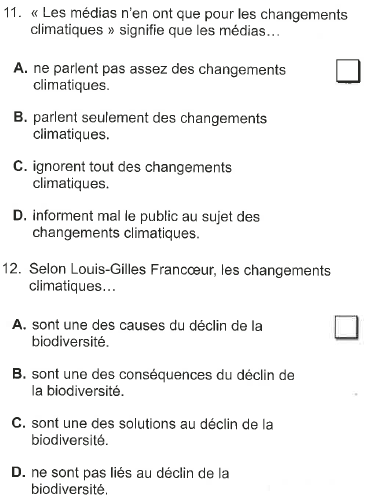 11. « Les médias n'en ont que pour les changements
climatiques » signifie que les médias...
A. ne parlent pas assez des changements
climatiques.
B. parlent seulement des changements
climatiques.
C. ignorent tout des changements
climatiques.
D. informent mal le public au sujet des
changements climatiques.
12. Selon Louis-Gilles Francœur, les changements
climatiques...
A. sont une des causes du déclin de la
biodiversité.
B. sont une des conséquences du déclin de
la biodiversité.
C. sont une des solutions au déclin de la
biodiversité.
D. ne sont pas liés au déclin de la
biodiversité.